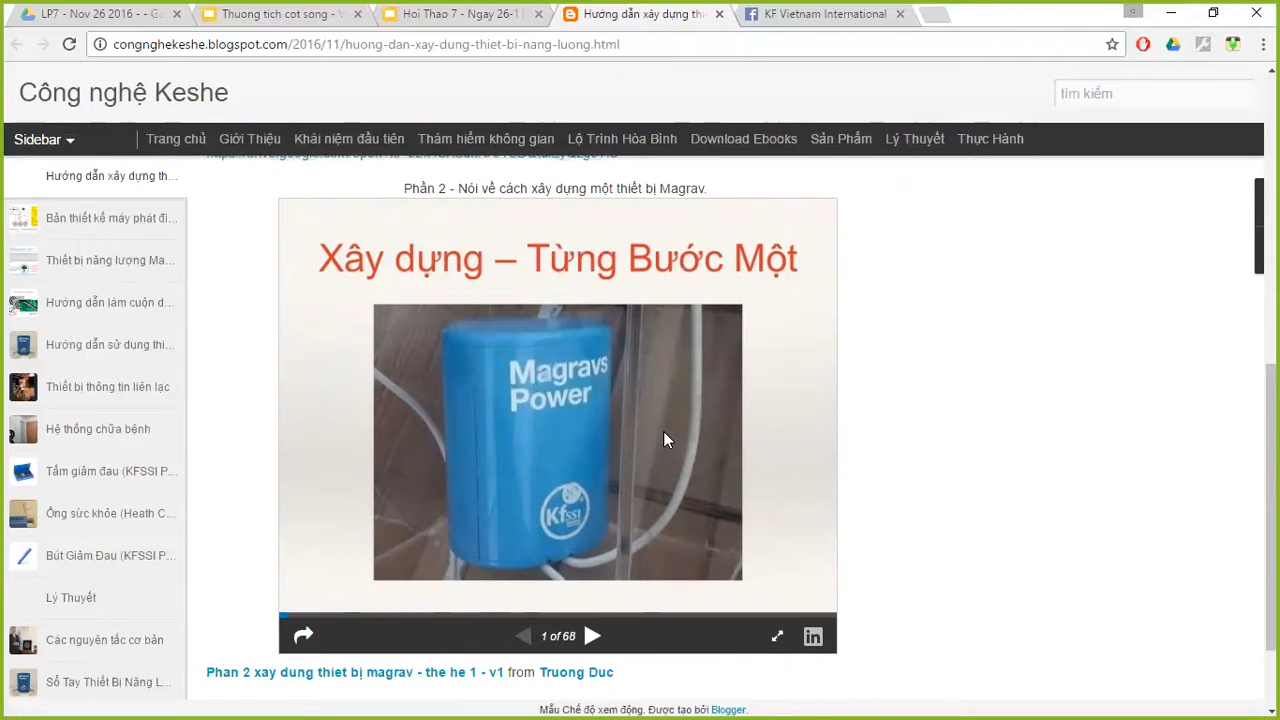 LP7 - Nov 26 2016 - - Goo
Thuong tich cot song - V
Hoi Thao 7 - Ngay 26-1
Hướng dẫn xây dựng thi
KF Vietnam International
congnghekeshe.blogspot.com/2016/11/huong-dan-xay-dung-thiet-bi-nang-luong.html
Công nghệ Keshe
tìm kiếm
Sidebar
Trang chủ
Giới Thiệu
Khái niệm đầu tiên
Thám hiểm không gian
Lộ Trình Hòa Bình
Download Ebooks
Sản Phẩm
Lý Thuyết
Thực Hành
Hướng dẫn xây dựng th...
Bản thiết kế máy phát đi...
Thiết bị năng lượng Ma...
Hướng dẫn làm cuộn d...
Hướng dẫn sử dụng thi...
Thiết bị thông tin liên lạc
Hệ thống chữa bệnh
Tấm giảm đau (KFSSI P...
Ống sức khỏe (Heath C...
Bút Giảm Đau (KFSSI P...
Lý Thuyết
Các nguyên tắc cơ bản
Sổ Tay Thiết Bị Năng L...
Phần 2 - Nói về cách xây dựng một thiết bị Magrav.
Xây dựng – Từng Bước Một
Magravs
Power
KfSSI
1 of 68
Phan 2 xay dung thiet bị magrav - the he 1 - v1 from Truong Duc
Mẫu Chế độ xem động. Được tạo bởi Blogger.